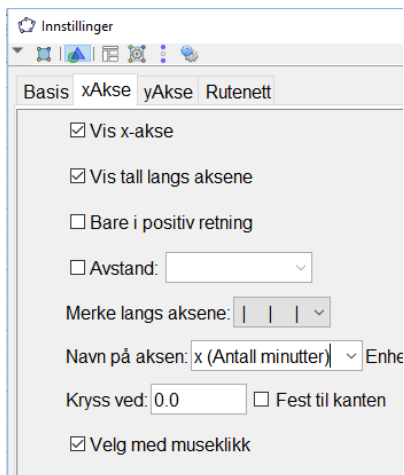 Innstillinger
Basis xAkse yAkse Rutenett
Vis x-akse
Vis tall langs aksene
Bare i positiv retning
Avstand:
Merke langs aksene: | | |
Navn på aksen: x (Antall minutter) Enhe
Kryss ved: 0.0 Fest til kanten
Velg med museklikk